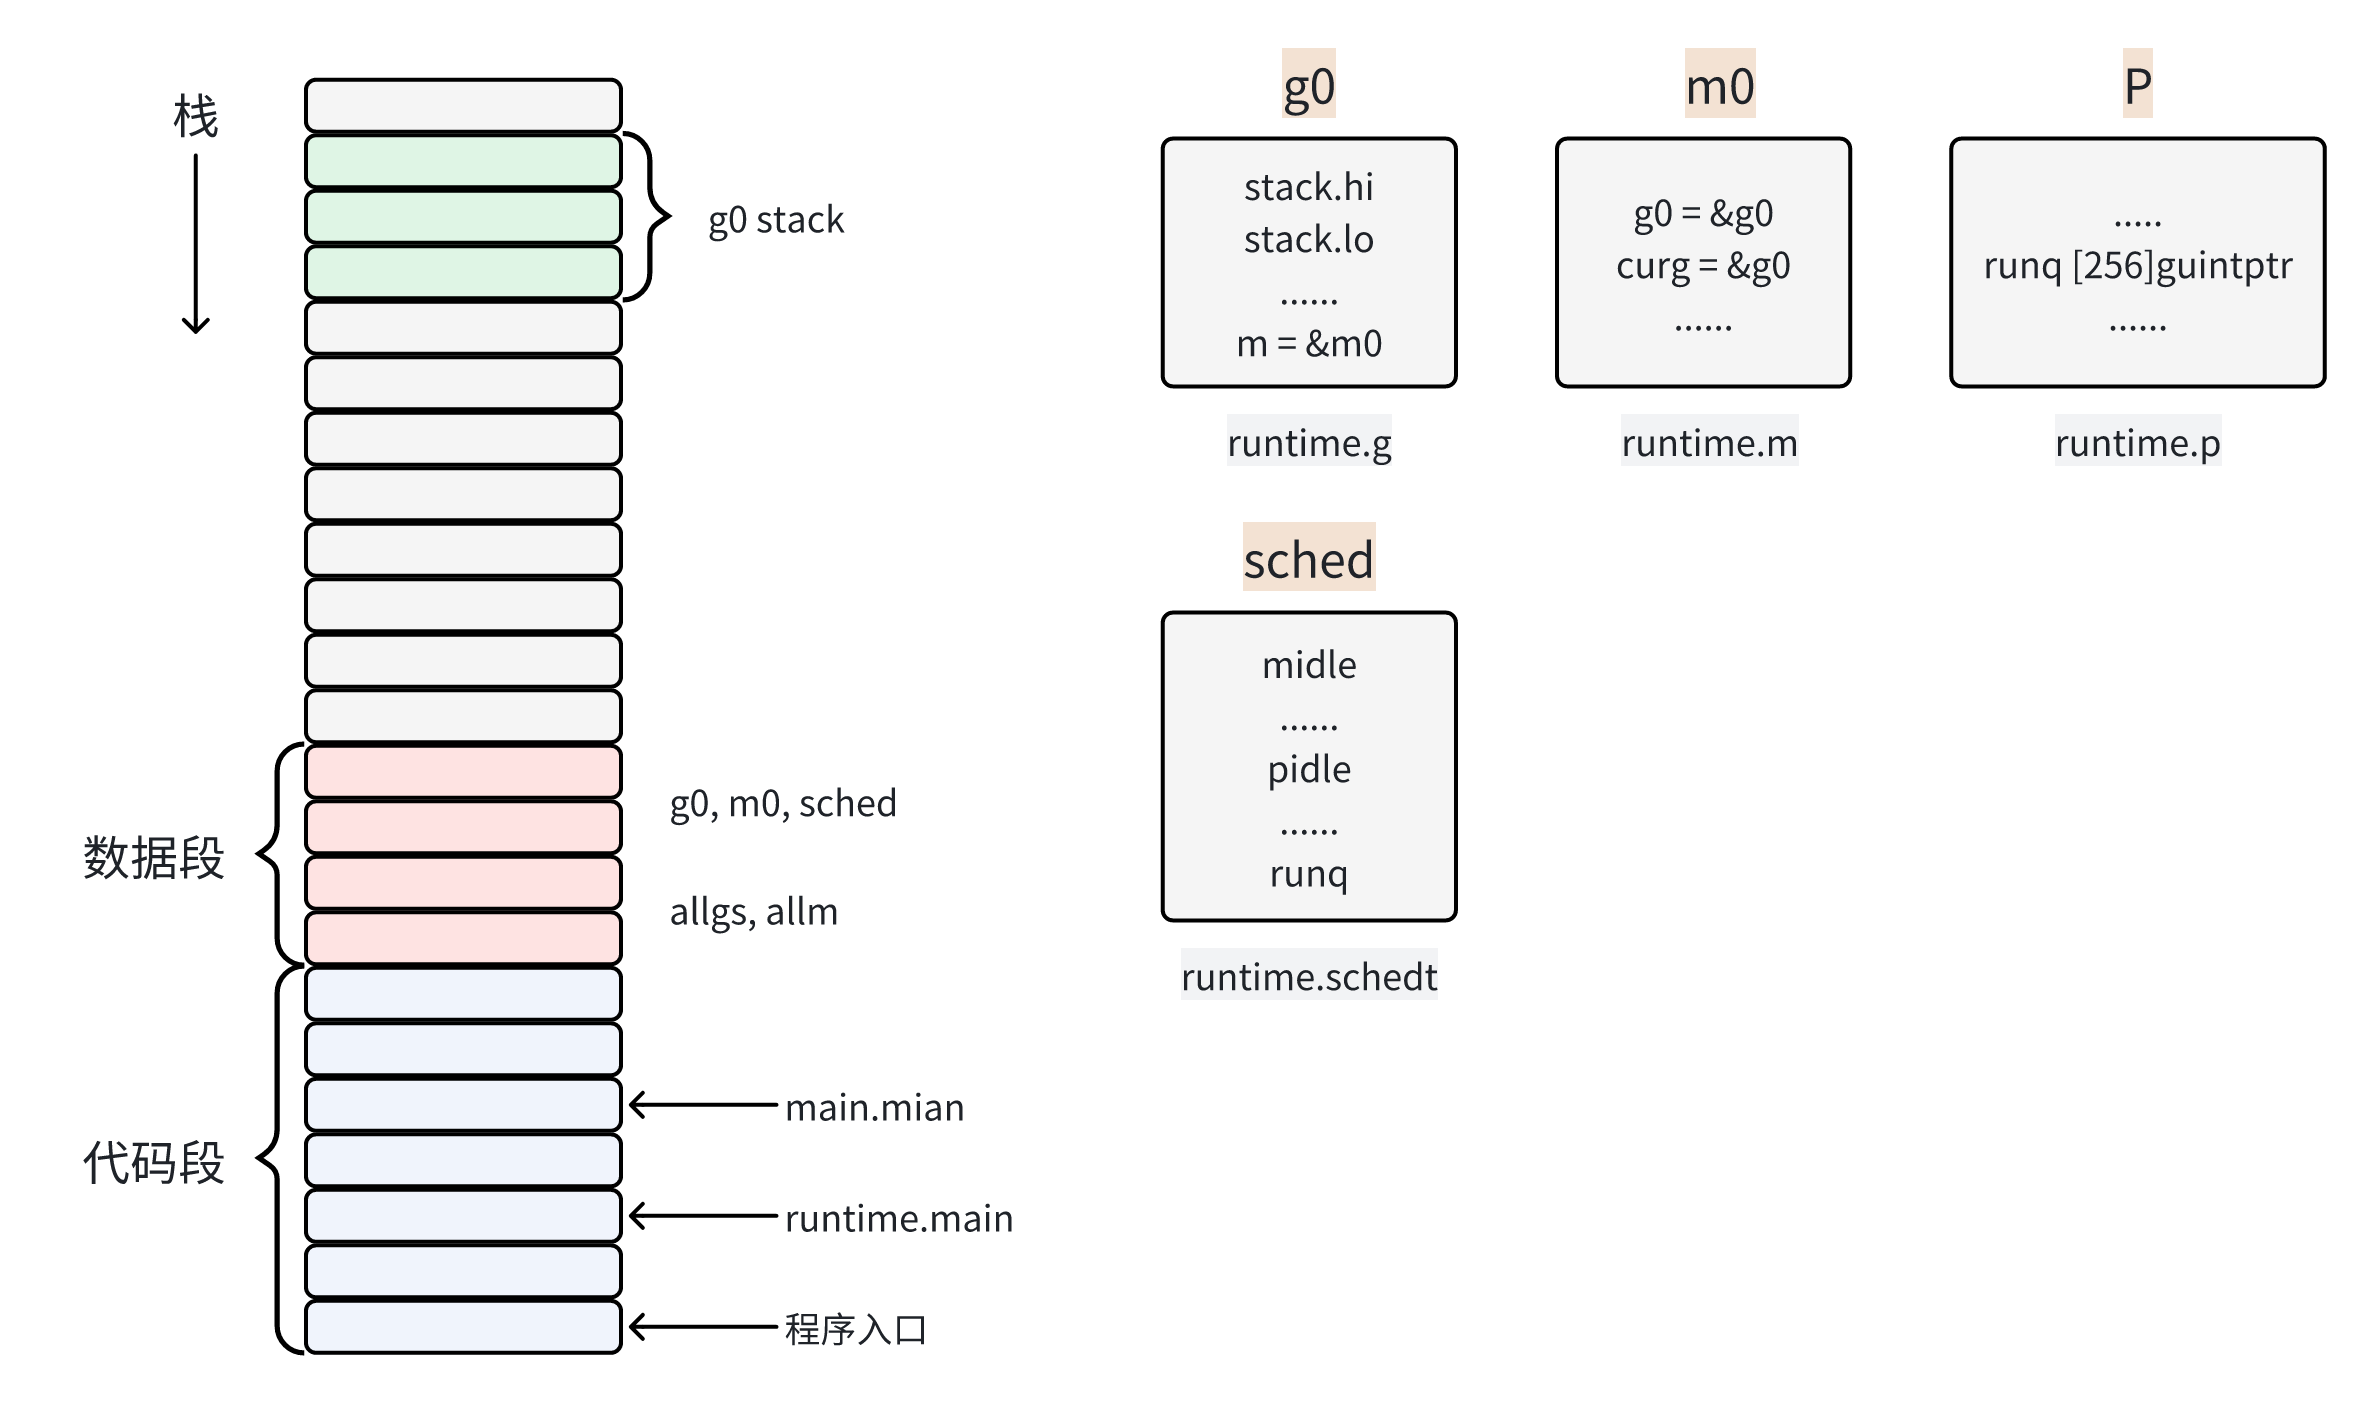 栈
g0 stack
数据段
g0, m0, sched
allgs, allm
代码段
main.mian
runtime.main
程序入口
g0
stack.hi
stack.lo
......
m = &m0
runtime.g
m0
g0 = &g0
curg = &g0
......
runtime.m
P
.....
runq [256]guintptr
......
runtime.p
sched
midle
......
pidle
......
runq
runtime.schedt